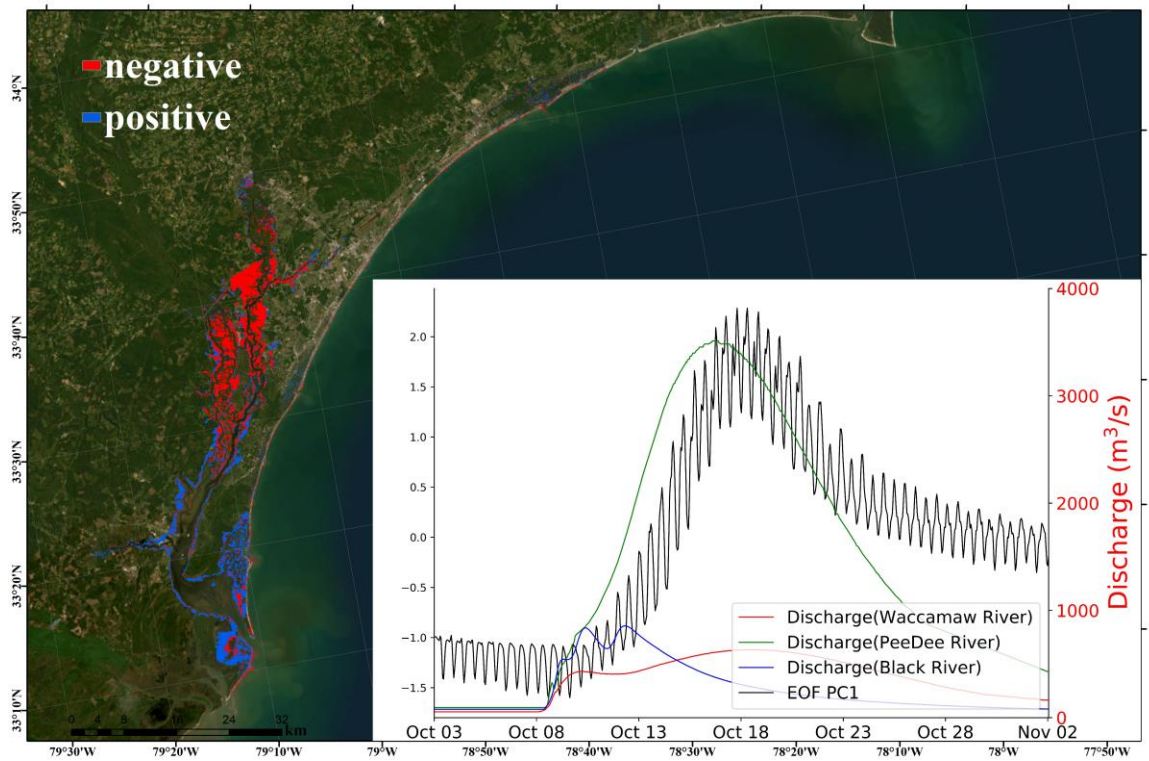 negative
positive
34°N
33°50'N
33°40'N
33°30'N
33°20'N
33°10'N
2.0
1.5
1.0
0.5
0.0
−0.5
−1.0
−1.5
4000
3000
2000
1000
0
Discharge (m³/s)
Discharge(Waccamaw River)
Discharge(PeeDee River)
Discharge(Black River)
EOF PC1
Oct 03 Oct 08 Oct 13 Oct 18 Oct 23 Oct 28 Nov 02
0 4 8 16 24 32
km
79°30'W 79°20'W 79°10'W 79°W 78°50'W 78°40'W 78°30'W 78°20'W 78°10'W 78°W 77°50'W